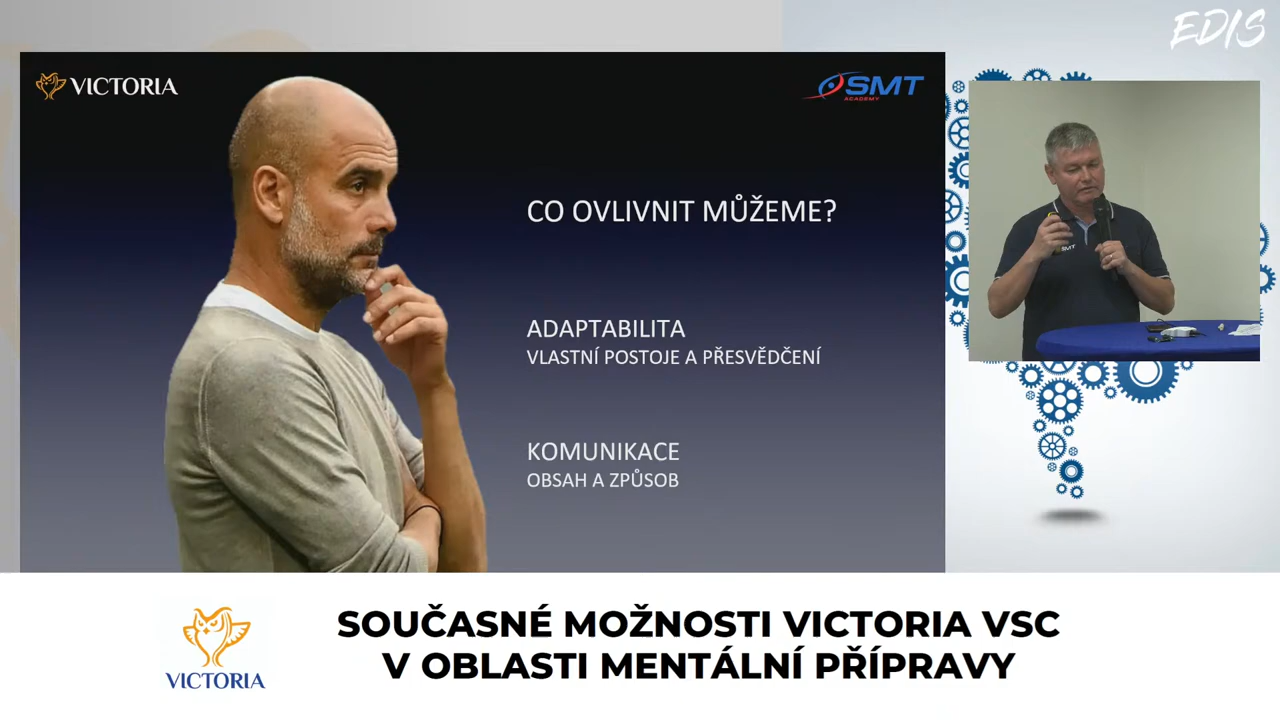 EDIS
VICTORIA
SMT
ACADEMY
CO OVLIVNIT MŮŽEME?
ADAPTABILITA
VLASTNÍ POSTOJE A PŘESVĚDČENÍ
KOMUNIKACE
OBSAH A ZPŮSOB
SMT
VICTORIA
SOUČASNÉ MOŽNOSTI VICTORIA VSC
V OBLASTI MENTÁLNÍ PŘÍPRAVY